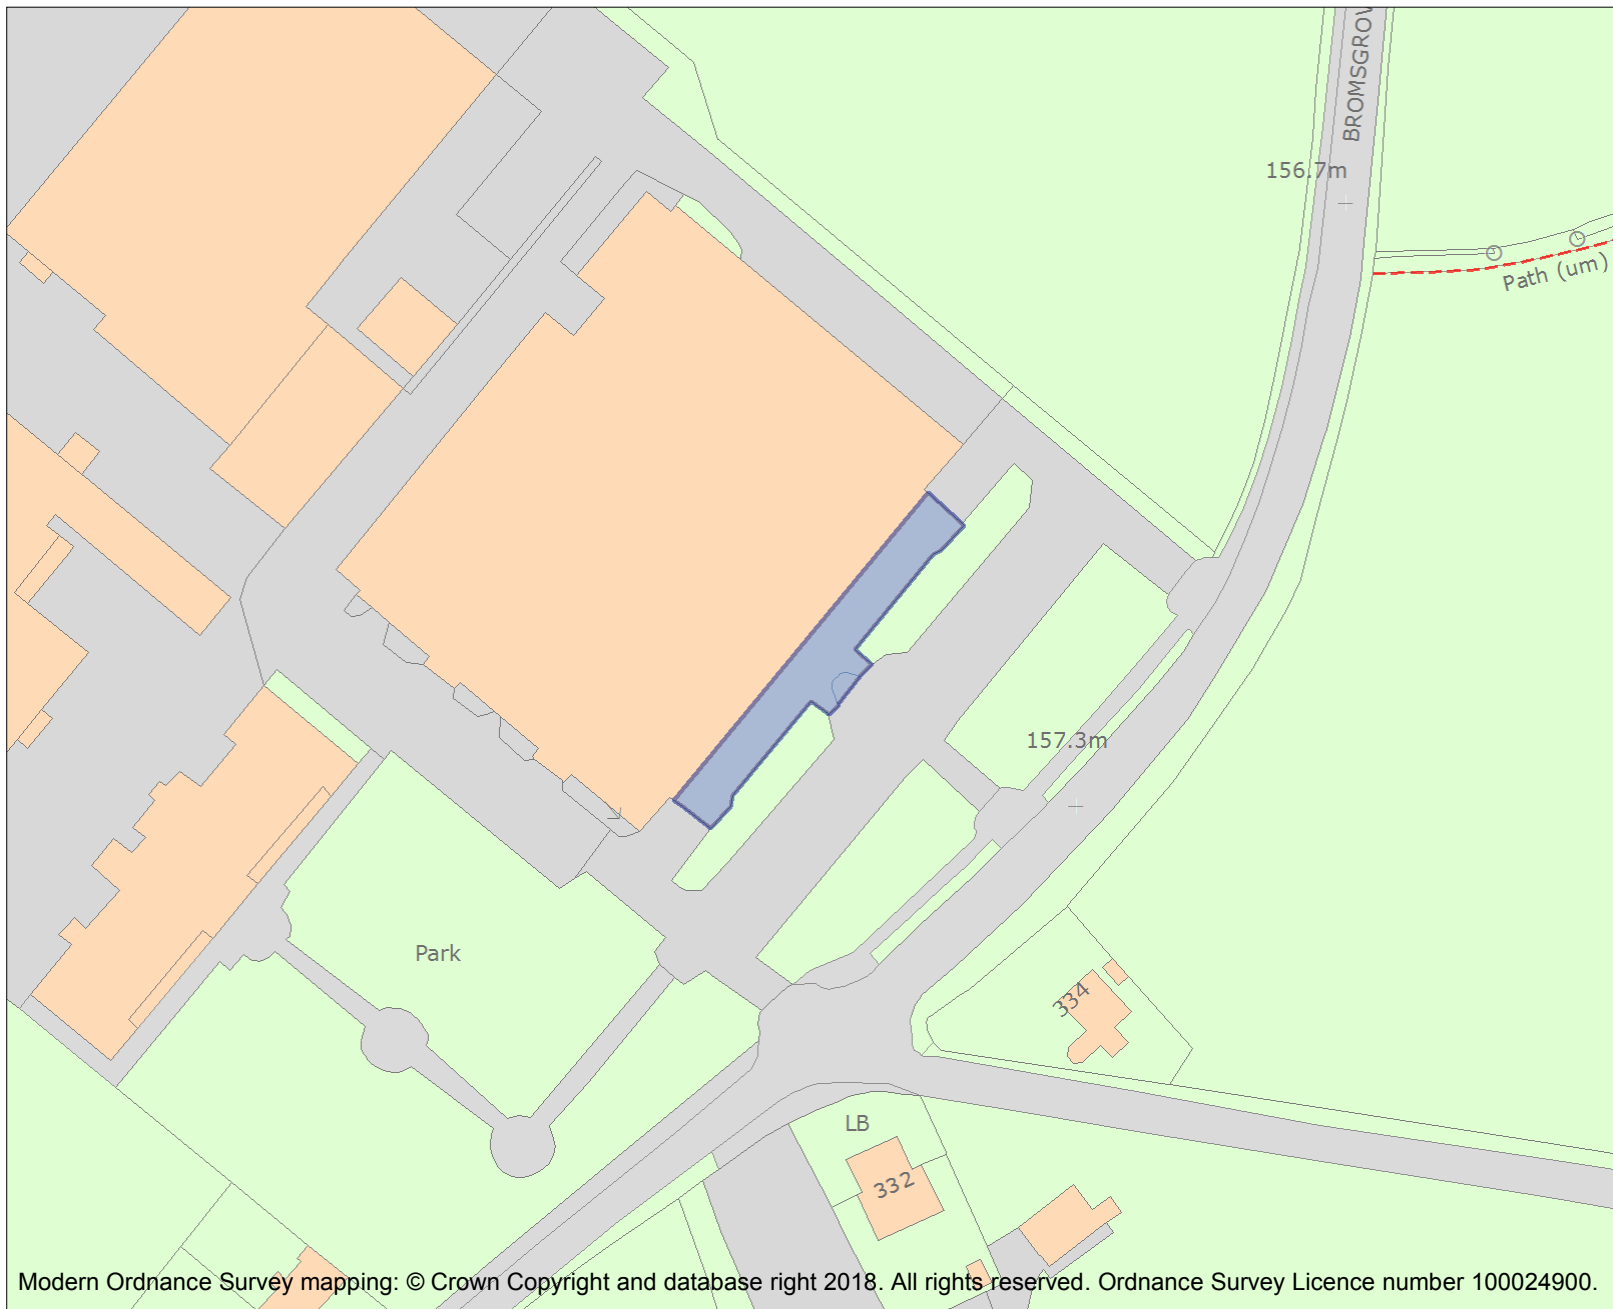 BROMSGROV
156.7m
Path (um)
157.3m
Park
334
LB
332
Modern Ordnance Survey mapping: © Crown Copyright and database right 2018. All rights reserved. Ordnance Survey Licence number 100024900.